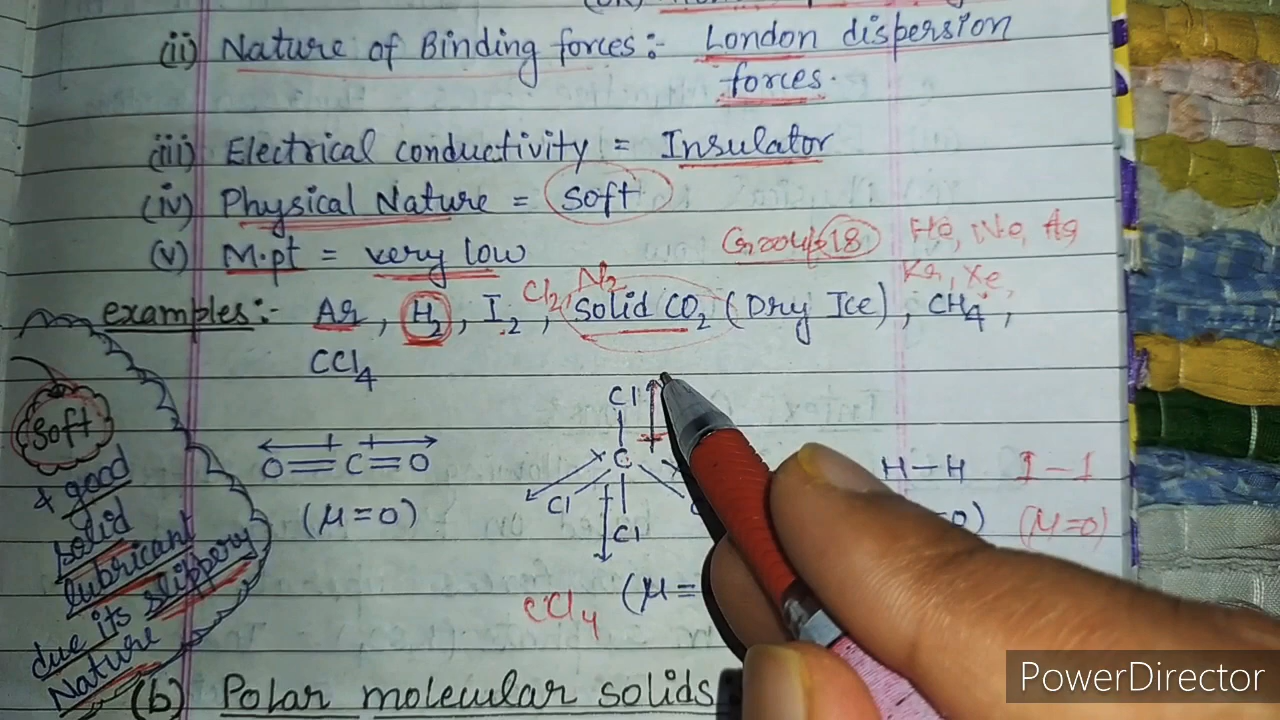 (ii) Nature of Binding forces:- London dispersion
forces.
(iii) Electrical conductivity = Insulator
(iv) Physical Nature = soft
(v) M.pt = very low
Group 18 He, Ne, Ar
Kr, Xe,
Cl2, N2
examples:- Ar, H2, I2, Solid CO2 (Dry Ice), CH4,
CCl4
Cl
O=C=O
C
H-H I-I
Cl
Cl
(μ=0)
(μ=0)
CCl4
(μ=
soft
& good
solid
lubricant
due its slippery
Nature
(b) Polar molecular solids
PowerDirector